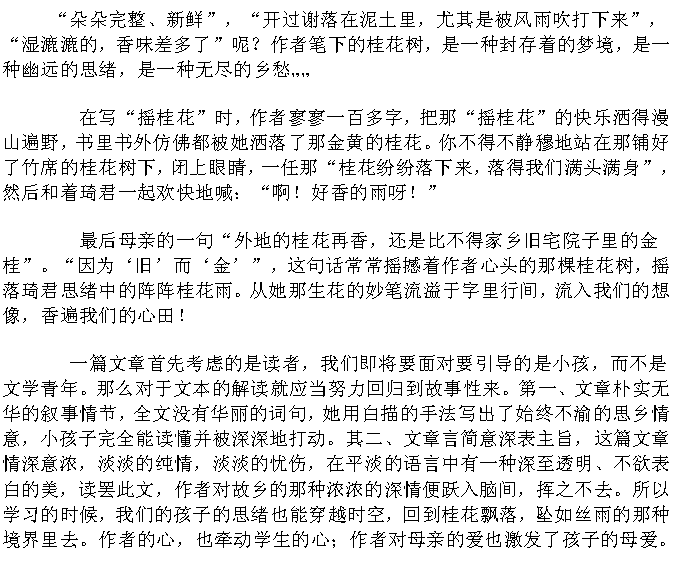 “朵朵完整、新鲜”，“开过谢落在泥土里，尤其是被风雨吹打下来”，
“湿漉漉的，香味差多了”呢？作者笔下的桂花树，是一种封存着的梦境，是一
种幽远的思绪，是一种无尽的乡愁„„
在写“摇桂花”时，作者寥寥一百多字，把那“摇桂花”的快乐洒得漫
山遍野，书里书外仿佛都被她洒落了那金黄的桂花。你不得不静穆地站在那铺好
了竹席的桂花树下，闭上眼睛，一任那“桂花纷纷落下来，落得我们满头满身”，
然后和着琦君一起欢快地喊：“啊！好香的雨呀！”
最后母亲的一句“外地的桂花再香，还是比不得家乡旧宅院子里的金
桂”。“因为‘旧’而‘金’”，这句话常常摇撼着作者心头的那棵桂花树，摇
落琦君思绪中的阵阵桂花雨。从她那生花的妙笔流溢于字里行间，流入我们的想
像，香遍我们的心田！
一篇文章首先考虑的是读者，我们即将要面对要引导的是小孩，而不是
文学青年。那么对于文本的解读就应当努力回归到故事性来。第一、文章朴实无
华的叙事情节，全文没有华丽的词句，她用白描的手法写出了始终不渝的思乡情
意，小孩子完全能读懂并被深深地打动。其二、文章言简意深表主旨，这篇文章
情深意浓，淡淡的纯情，淡淡的忧伤，在平淡的语言中有一种深至透明、不欲表
白的美，读罢此文，作者对故乡的那种浓浓的深情便跃入脑间，挥之不去。所以
学习的时候，我们的孩子的思绪也能穿越时空，回到桂花飘落，坠如丝雨的那种
境界里去。作者的心，也牵动学生的心；作者对母亲的爱也激发了孩子的母爱。